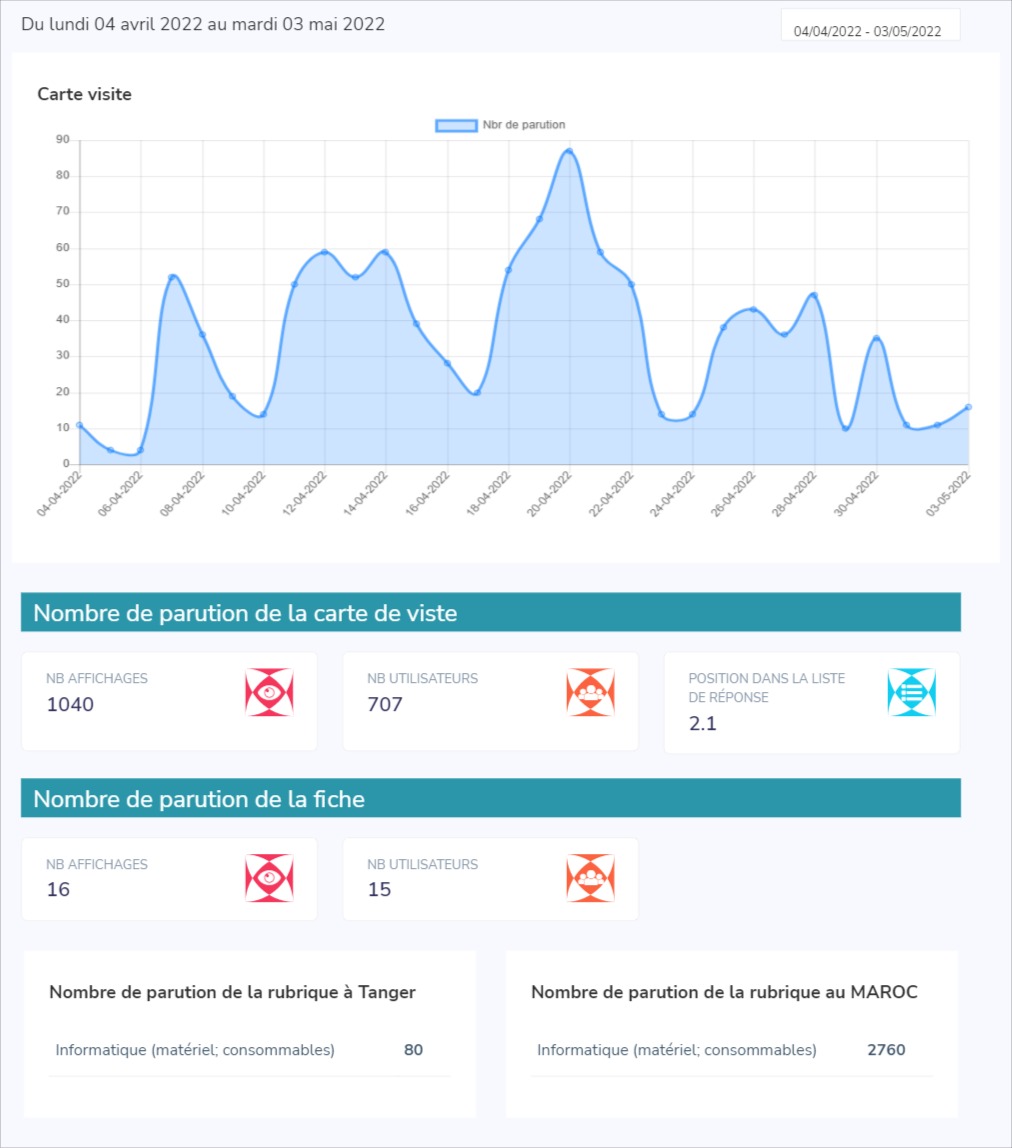 Du lundi 04 avril 2022 au mardi 03 mai 2022
04/04/2022 - 03/05/2022
Carte visite
Nbr de parution
90
80
70
60
50
40
30
20
10
0
04-04-2022
06-04-2022
08-04-2022
10-04-2022
12-04-2022
14-04-2022
16-04-2022
18-04-2022
20-04-2022
22-04-2022
24-04-2022
26-04-2022
28-04-2022
30-04-2022
03-05-2022
Nombre de parution de la carte de viste
NB AFFICHAGES
1040
NB UTILISATEURS
707
POSITION DANS LA LISTE
DE RÉPONSE
2.1
Nombre de parution de la fiche
NB AFFICHAGES
16
NB UTILISATEURS
15
Nombre de parution de la rubrique à Tanger
Informatique (matériel; consommables) 80
Nombre de parution de la rubrique au MAROC
Informatique (matériel; consommables) 2760